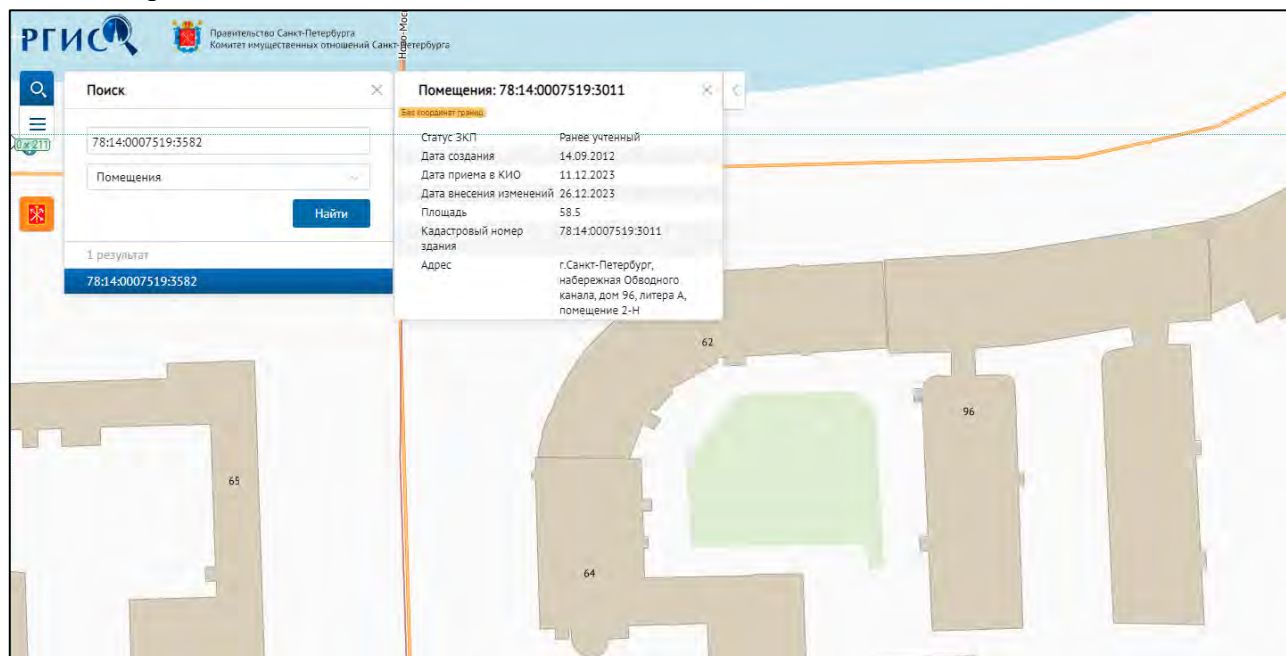 РГИС
Правительство Санкт-Петербурга
Комитет имущественных отношений Санкт-Петербурга
Поиск
78:14:0007519:3582
Помещения
Найти
1 результат
78:14:0007519:3582
Помещения: 78:14:0007519:3011
Без координат границ
Статус ЗКП Ранее учтенный
Дата создания 14.09.2012
Дата приема в КИО 11.12.2023
Дата внесения изменений 26.12.2023
Площадь 58.5
Кадастровый номер 78:14:0007519:3011
здания
Адрес г.Санкт-Петербург,
набережная Обводного
канала, дом 96, литера А,
помещение 2-Н
62
96
65
64